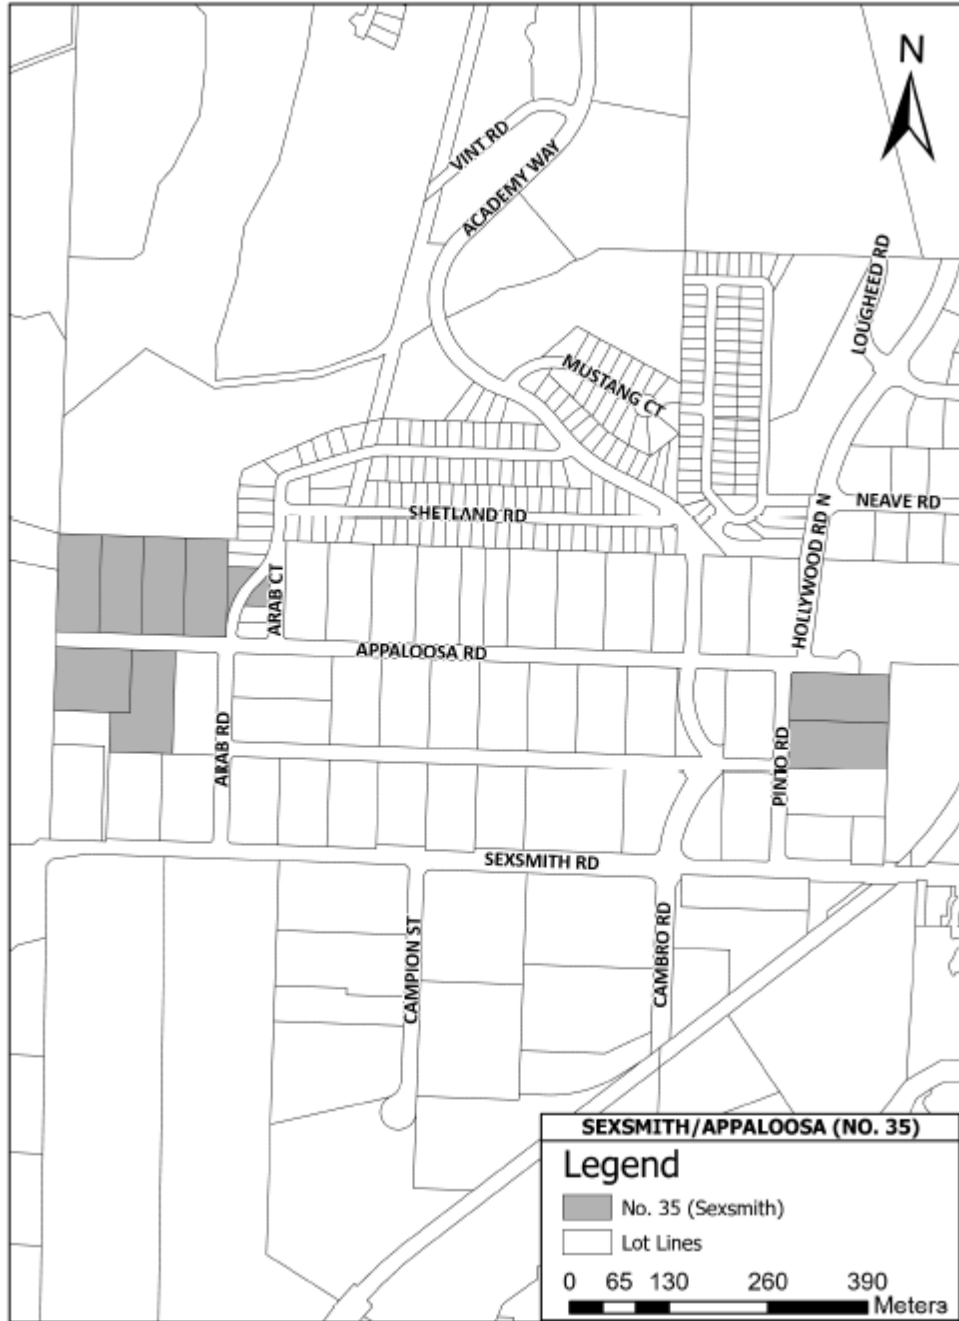 N
VINT RD
ACADEMY WAY
LOUGHEED RD
MUSTANG CT
NEAVE RD
SHETLAND RD
HOLLYWOOD RD N
ARAB CT
APPALOOSA RD
ARAB RD
PINTO RD
SEXSMITH RD
CAMPION ST
CAMBRO RD
SEXSMITH/APPALOOSA (NO. 35)
Legend
No. 35 (Sexsmith)
Lot Lines
0 65 130 260 390
Meters